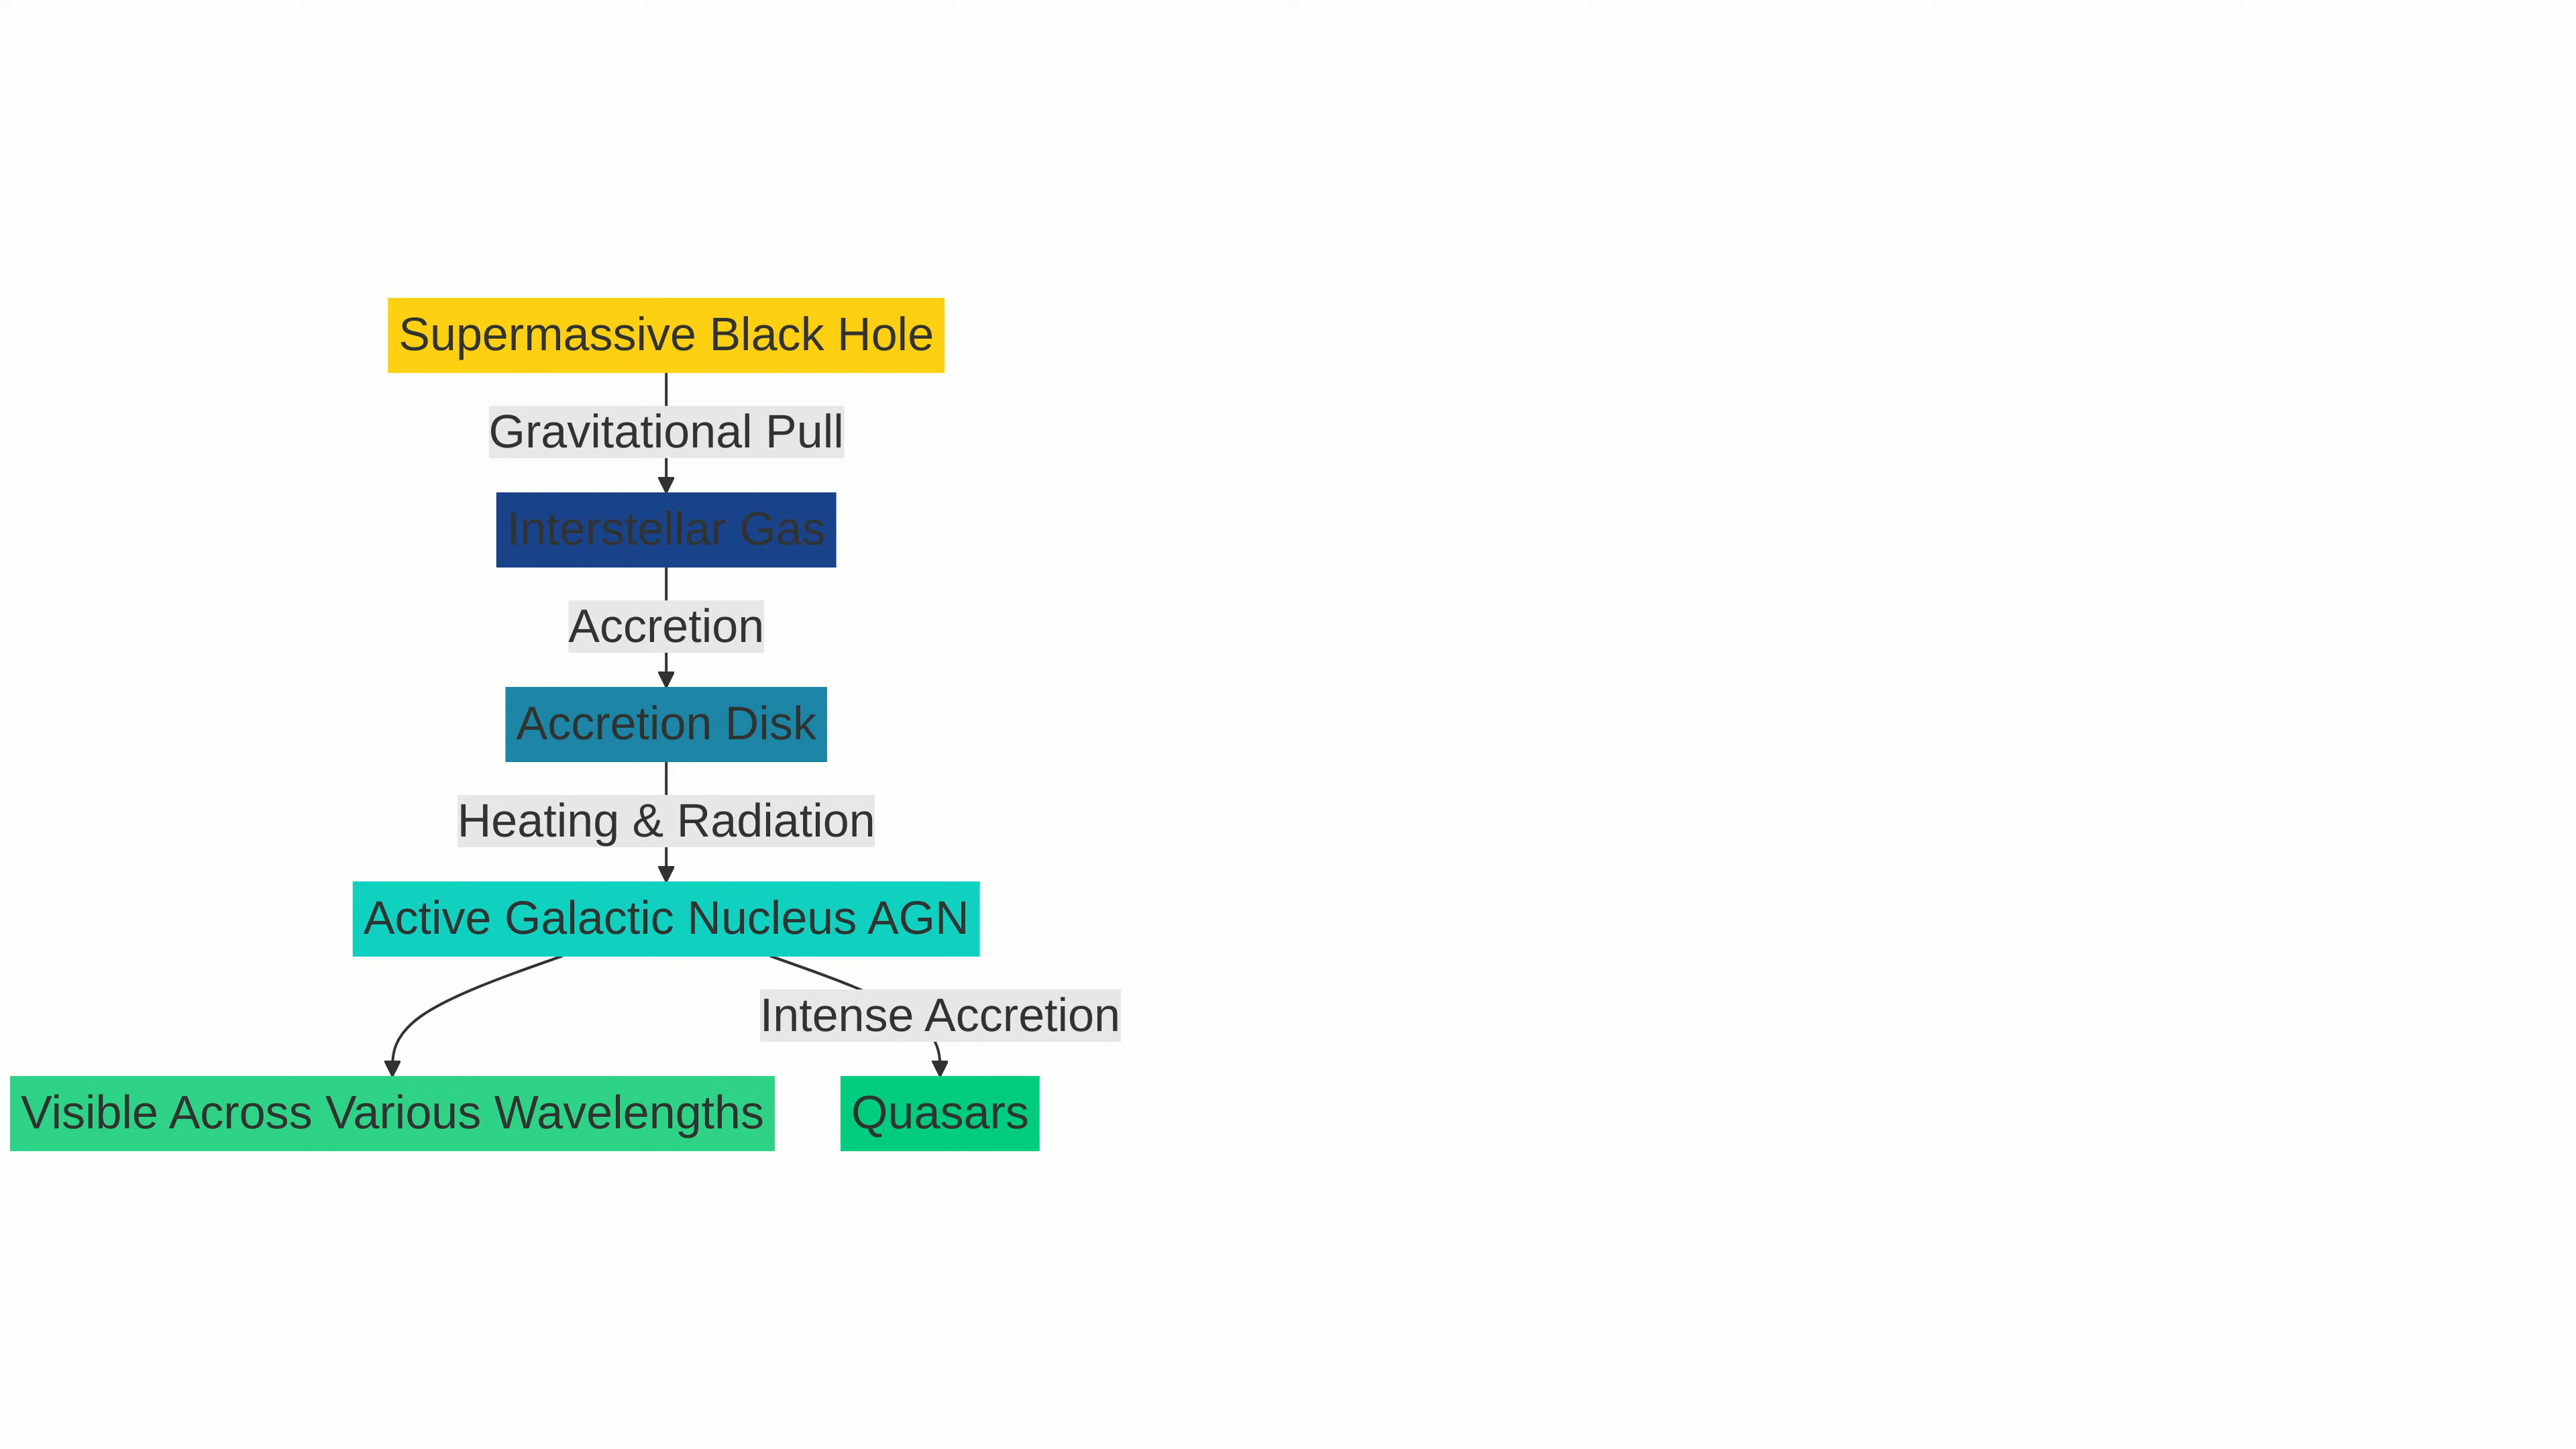 Supermassive Black Hole
Gravitational Pull
Interstellar Gas
Accretion
Accretion Disk
Heating & Radiation
Active Galactic Nucleus AGN
Intense Accretion
Visible Across Various Wavelengths
Quasars